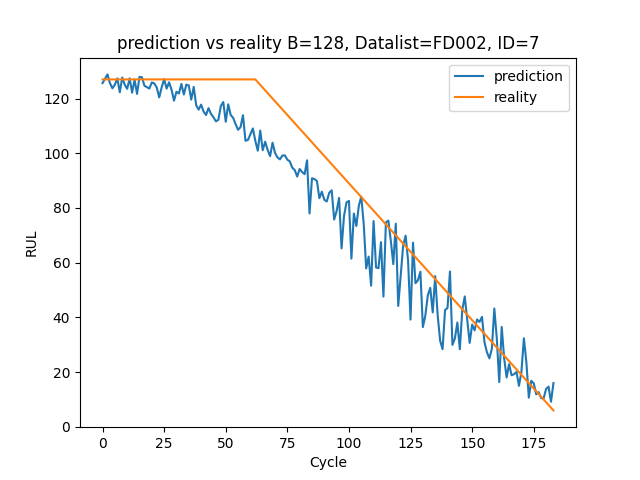 prediction vs reality B=128, Datalist=FD002, ID=7
prediction
reality
RUL
120
100
80
60
40
20
0
0 25 50 75 100 125 150 175
Cycle